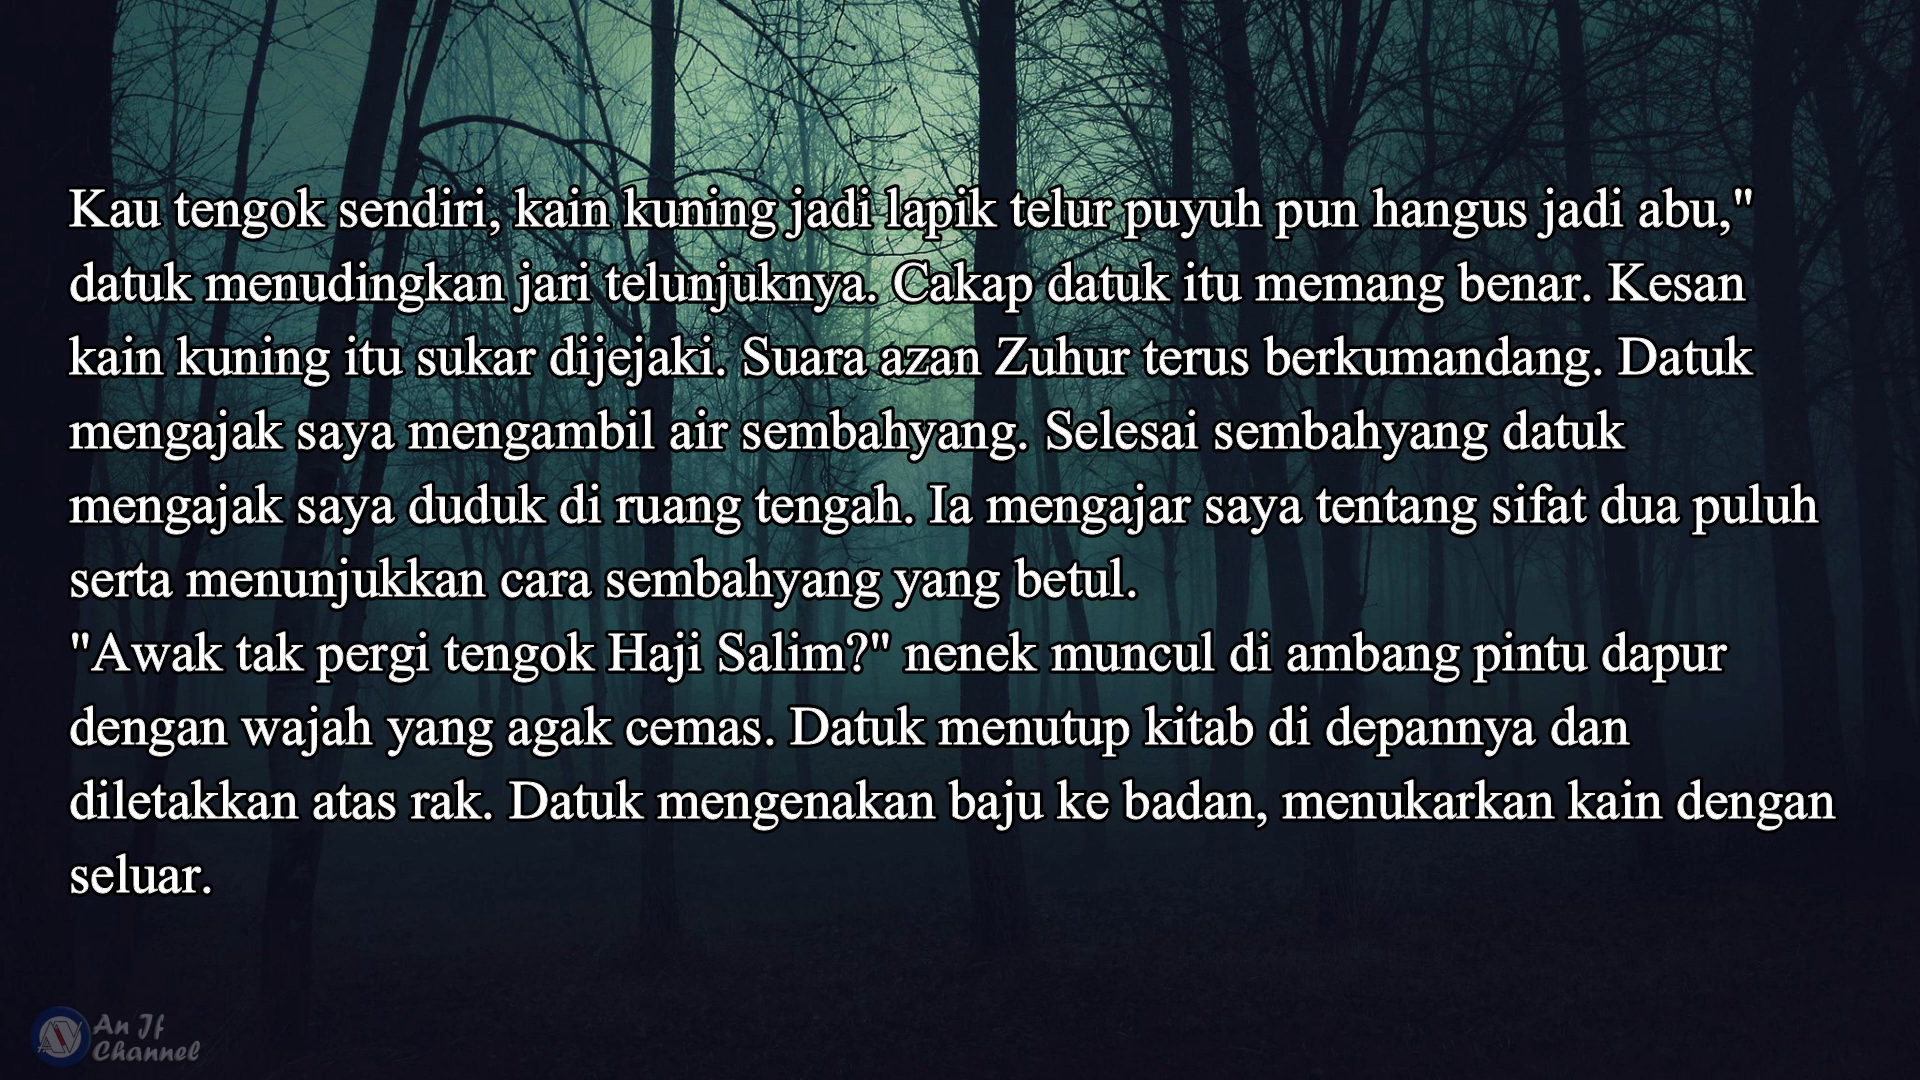 Kau tengok sendiri, kain kuning jadi lapik telur puyuh pun hangus jadi abu,"
datuk menudingkan jari telunjuknya. Cakap datuk itu memang benar. Kesan
kain kuning itu sukar dijejaki. Suara azan Zuhur terus berkumandang. Datuk
mengajak saya mengambil air sembahyang. Selesai sembahyang datuk
mengajak saya duduk di ruang tengah. Ia mengajar saya tentang sifat dua puluh
serta menunjukkan cara sembahyang yang betul.
"Awak tak pergi tengok Haji Salim?" nenek muncul di ambang pintu dapur
dengan wajah yang agak cemas. Datuk menutup kitab di depannya dan
diletakkan atas rak. Datuk mengenakan baju ke badan, menukarkan kain dengan
seluar.
An If
Channel